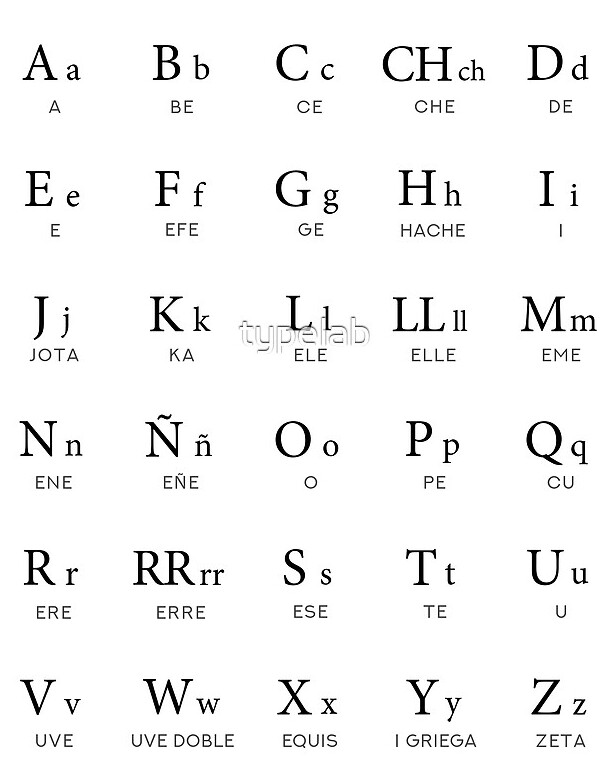 A a B b C c CH ch D d
A BE CE CHE DE
E e F f G g H h I i
E EFE GE HACHE I
J j K k L l LL ll M m
typelab
JOTA KA ELE ELLE EME
N n Ñ ñ O o P p Q q
ENE EÑE O PE CU
R r RR rr S s T t U u
ERE ERRE ESE TE U
V v W w X x Y y Z z
UVE UVE DOBLE EQUIS I GRIEGA ZETA